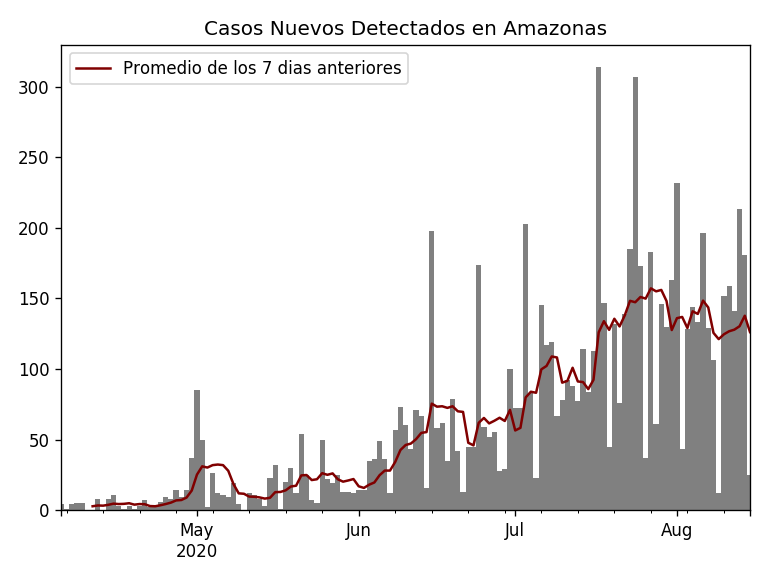 Casos Nuevos Detectados en Amazonas
Promedio de los 7 dias anteriores
300
250
200
150
100
50
0
May
2020
Jun
Jul
Aug